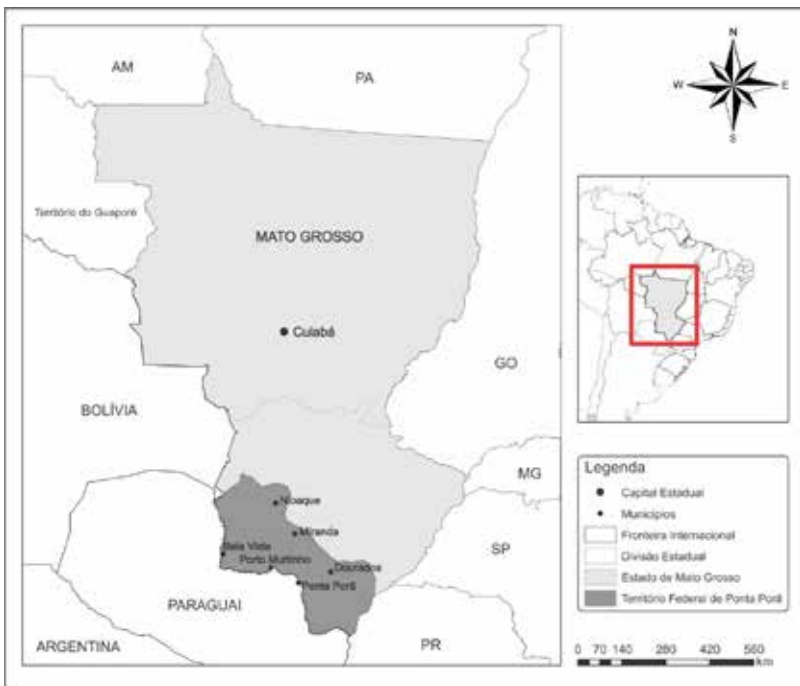 AM
PA
N
W
E
S
Território do Guaporé
MATO GROSSO
Cuiabá
GO
BOLÍVIA
MG
Nioaque
Miranda
Bela Vista
Porto Murtinho
Dourados
Ponta Porã
SP
PARAGUAI
ARGENTINA
PR
Legenda
Capital Estadual
Municípios
Fronteira Internacional
Divisão Estadual
Estado de Mato Grosso
Território Federal de Ponta Porã
0 70 140 280 420 560
km